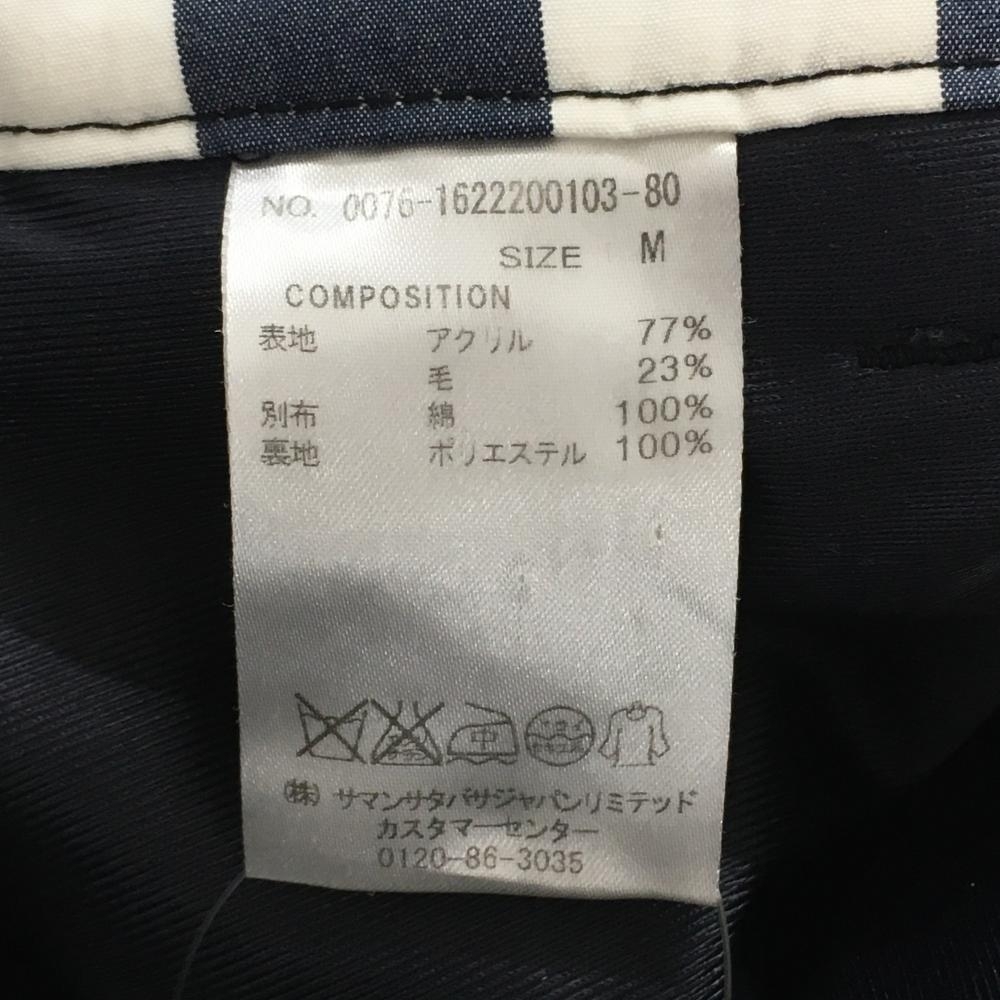 NO. 0076-1622200103-80
SIZE M
COMPOSITION
表地 アクリル 77%
毛 23%
別布 綿 100%
裏地 ポリエステル 100%
中
(株) サマンサタバサジャパンリミテッド
カスタマーセンター
0120-86-3035